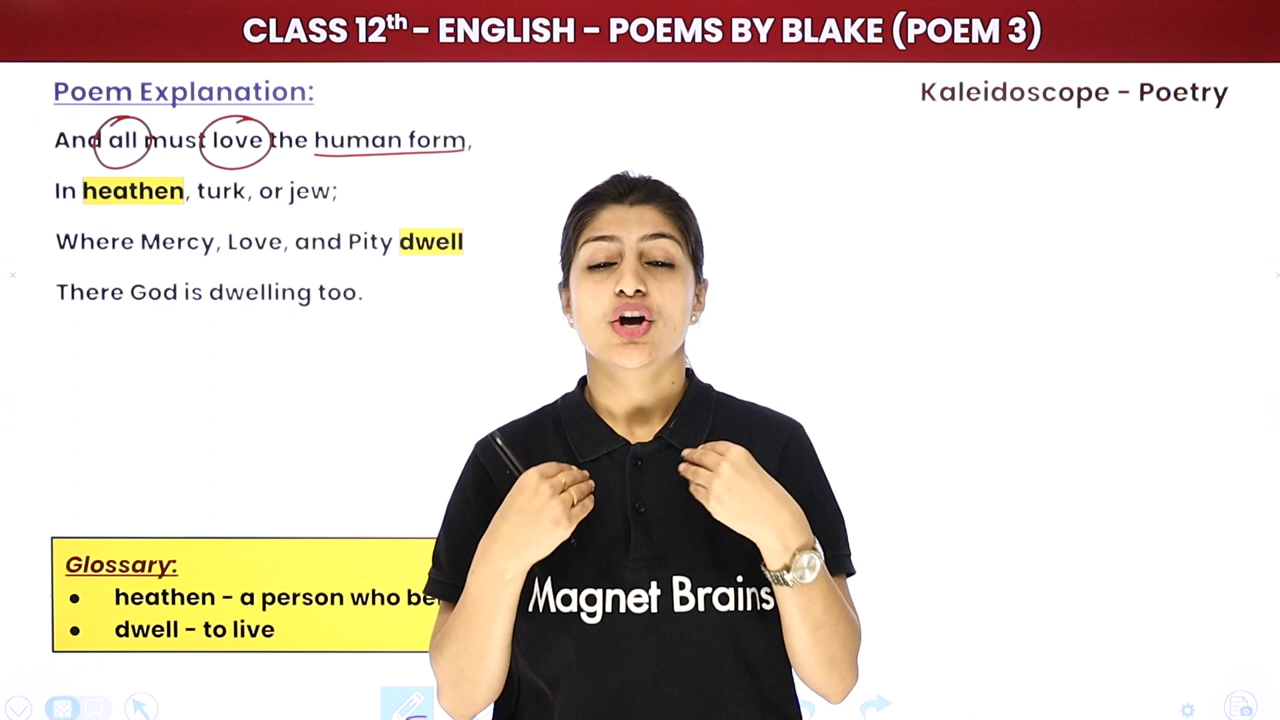 CLASS 12th - ENGLISH - POEMS BY BLAKE (POEM 3)
Poem Explanation:
Kaleidoscope - Poetry
And all must love the human form,
In heathen, turk, or jew;
Where Mercy, Love, and Pity dwell
There God is dwelling too.
Glossary:
heathen - a person who
dwell - to live
Magnet Brains